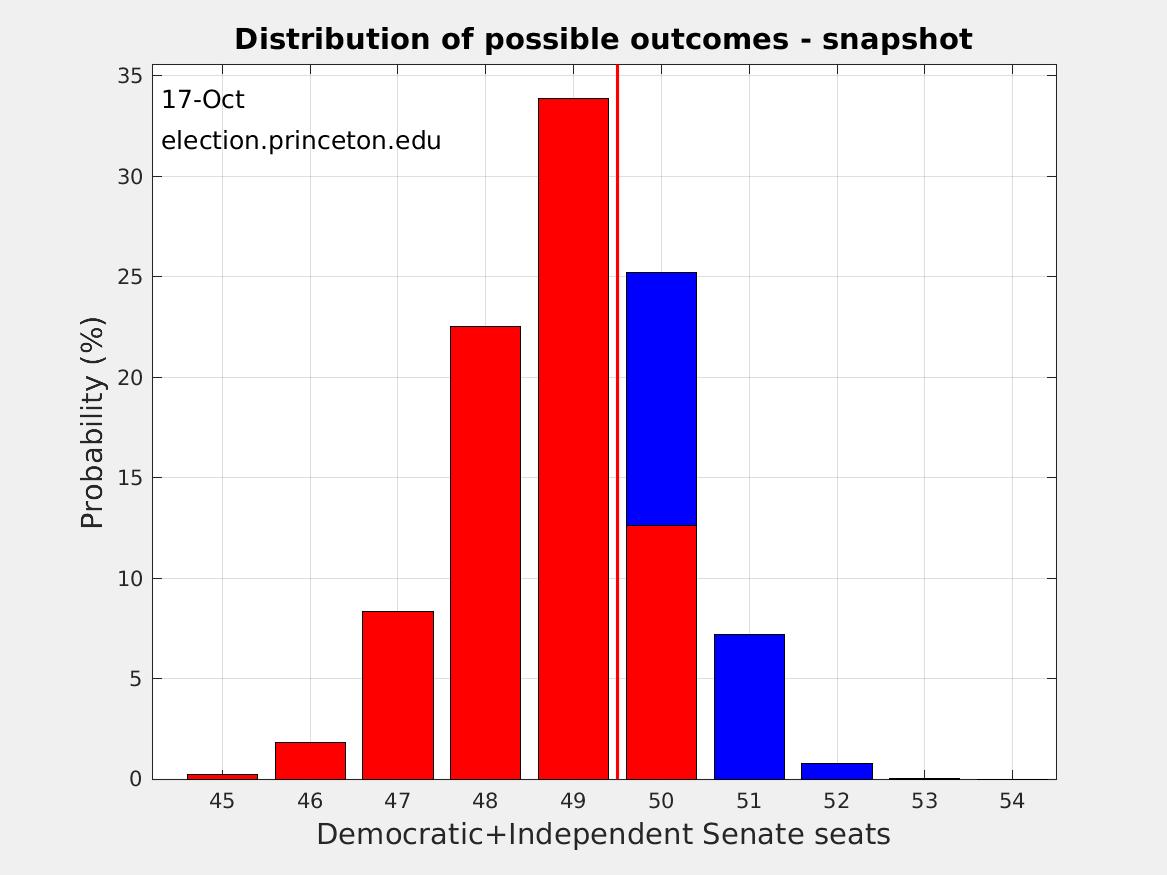 Distribution of possible outcomes - snapshot
17-Oct
election.princeton.edu
35
30
25
20
15
10
5
0
Probability (%)
45 46 47 48 49 50 51 52 53 54
Democratic+Independent Senate seats